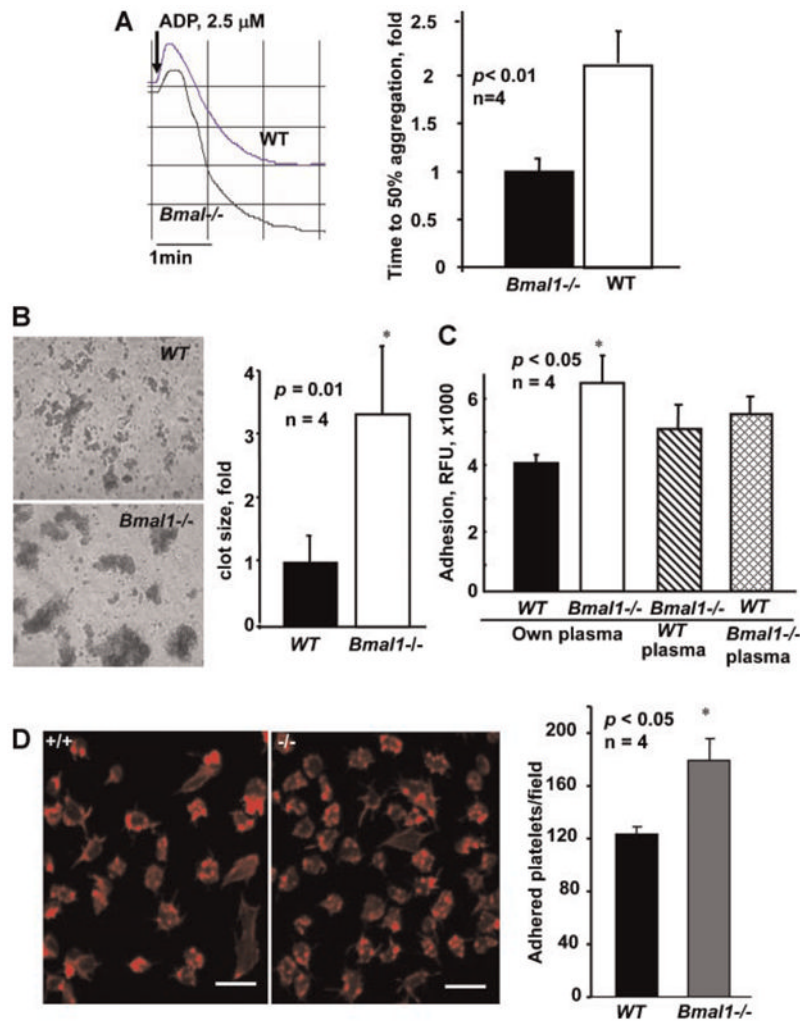 A
ADP, 2.5 μM
WT
Bmal-/-
1min
Time to 50% aggregation, fold
2.5
2
1.5
1
0.5
0
p< 0.01
n=4
Bmal1-/-
WT
B
WT
Bmal1-/-
clot size, fold
4
3
2
1
0
*
p = 0.01
n = 4
WT
Bmal1-/-
C
Adhesion, RFU, x1000
6
4
2
0
p < 0.05
n = 4
*
WT
Bmal1-/-
Bmal1-/-
WT
Own plasma
WT
plasma
Bmal1-/-
plasma
D
+/+
-/-
Adhered platelets/field
200
160
120
80
40
0
p < 0.05
n = 4
*
WT
Bmal1-/-